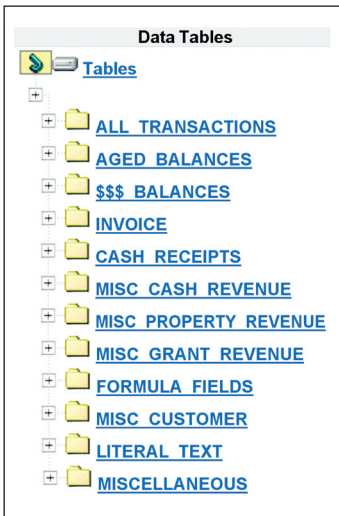 Data Tables
Tables
ALL TRANSACTIONS
AGED BALANCES
$$$ BALANCES
INVOICE
CASH RECEIPTS
MISC CASH REVENUE
MISC PROPERTY REVENUE
MISC GRANT REVENUE
FORMULA FIELDS
MISC CUSTOMER
LITERAL TEXT
MISCELLANEOUS